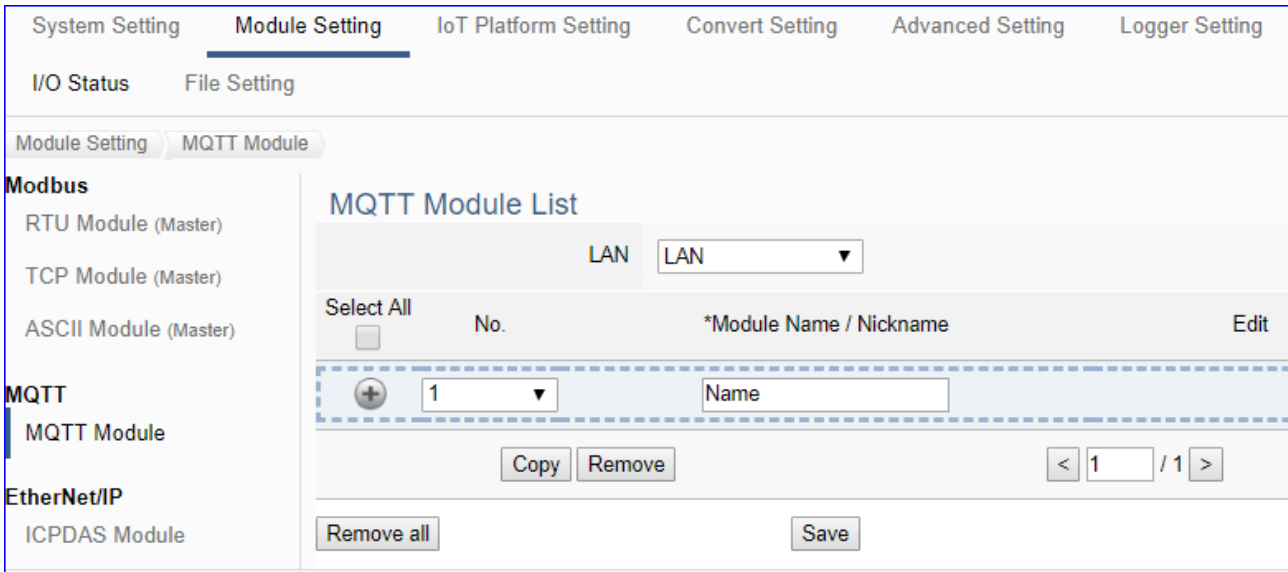 System Setting Module Setting IoT Platform Setting Convert Setting Advanced Setting Logger Setting
I/O Status File Setting
Module Setting MQTT Module
Modbus
RTU Module (Master)
TCP Module (Master)
ASCII Module (Master)
MQTT
MQTT Module
EtherNet/IP
ICPDAS Module
MQTT Module List
LAN LAN
Select All No. *Module Name / Nickname Edit
1 Name
Copy Remove < 1 / 1 >
Remove all Save